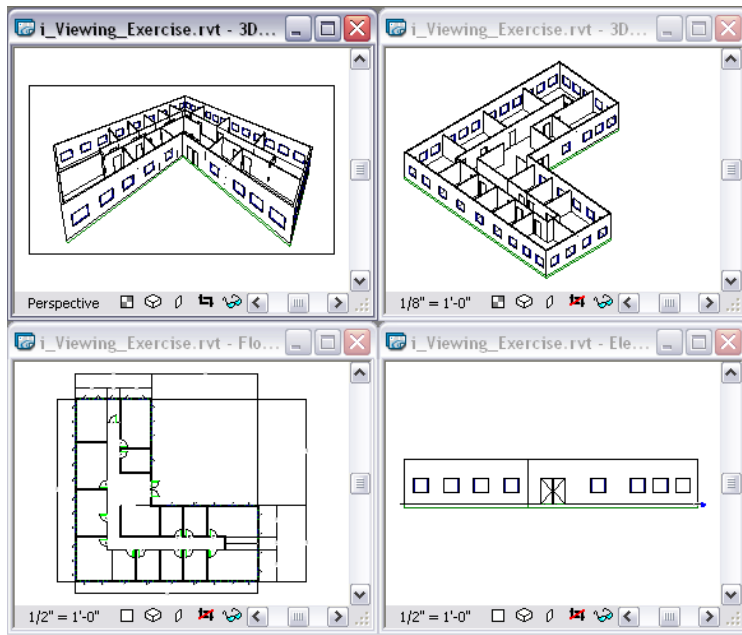 i_Viewing_Exercise.rvt - 3D...
i_Viewing_Exercise.rvt - 3D...
Perspective
1/8" = 1'-0"
i_Viewing_Exercise.rvt - Flo...
i_Viewing_Exercise.rvt - Ele...
1/2" = 1'-0"
1/2" = 1'-0"